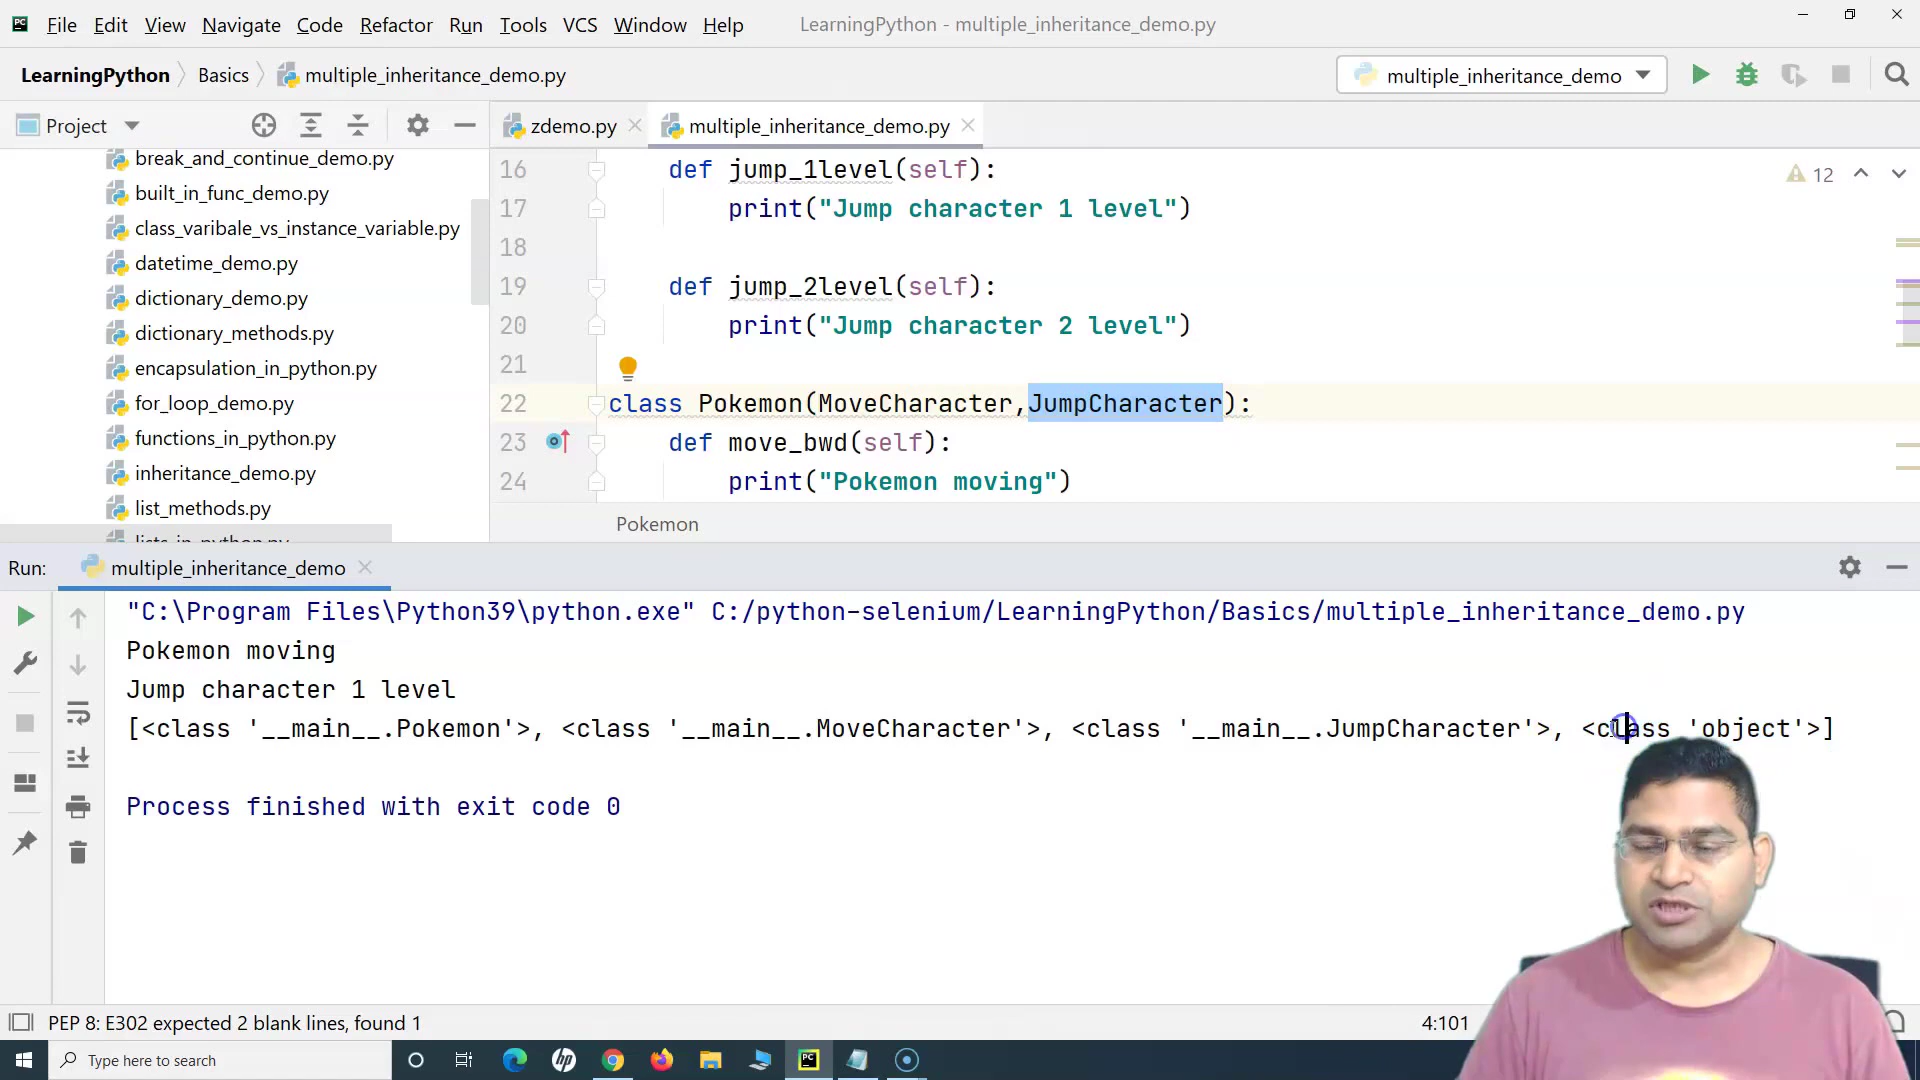 File Edit View Navigate Code Refactor Run Tools VCS Window Help LearningPython - multiple_inheritance_demo.py
LearningPython Basics multiple_inheritance_demo.py multiple_inheritance_demo
Project zdemo.py multiple_inheritance_demo.py
break_and_continue_demo.py
built_in_func_demo.py
class_varibale_vs_instance_variable.py
datetime_demo.py
dictionary_demo.py
dictionary_methods.py
encapsulation_in_python.py
for_loop_demo.py
functions_in_python.py
inheritance_demo.py
list_methods.py
lists_in_python.py
12
16 def jump_1level(self):
17 print("Jump character 1 level")
18
19 def jump_2level(self):
20 print("Jump character 2 level")
21
22 class Pokemon(MoveCharacter,JumpCharacter):
23 def move_bwd(self):
24 print("Pokemon moving")
Pokemon
Run: multiple_inheritance_demo
"C:\Program Files\Python39\python.exe" C:/python-selenium/LearningPython/Basics/multiple_inheritance_demo.py
Pokemon moving
Jump character 1 level
[<class '__main__.Pokemon'>, <class '__main__.MoveCharacter'>, <class '__main__.JumpCharacter'>, <class 'object'>]
Process finished with exit code 0
PEP 8: E302 expected 2 blank lines, found 1 4:101
Type here to search